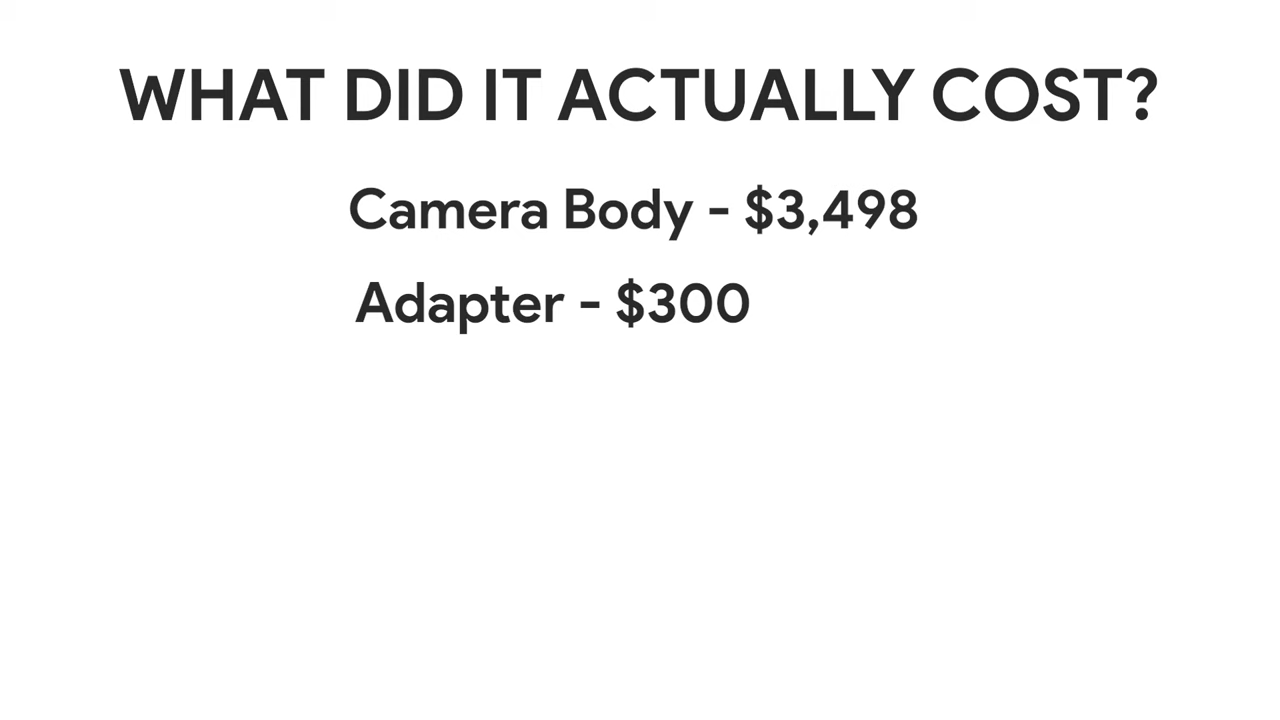 WHAT DID IT ACTUALLY COST?
Camera Body - $3,498
Adapter - $300